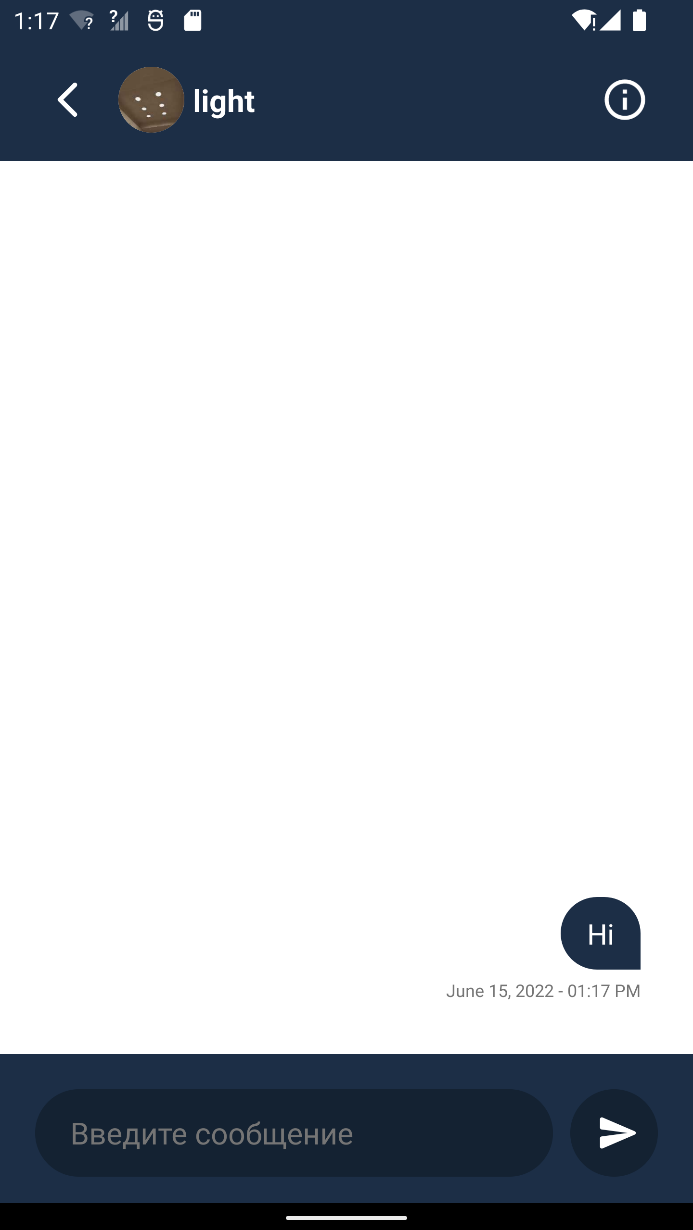 1:17
light
Hi
June 15, 2022 - 01:17 PM
Введите сообщение